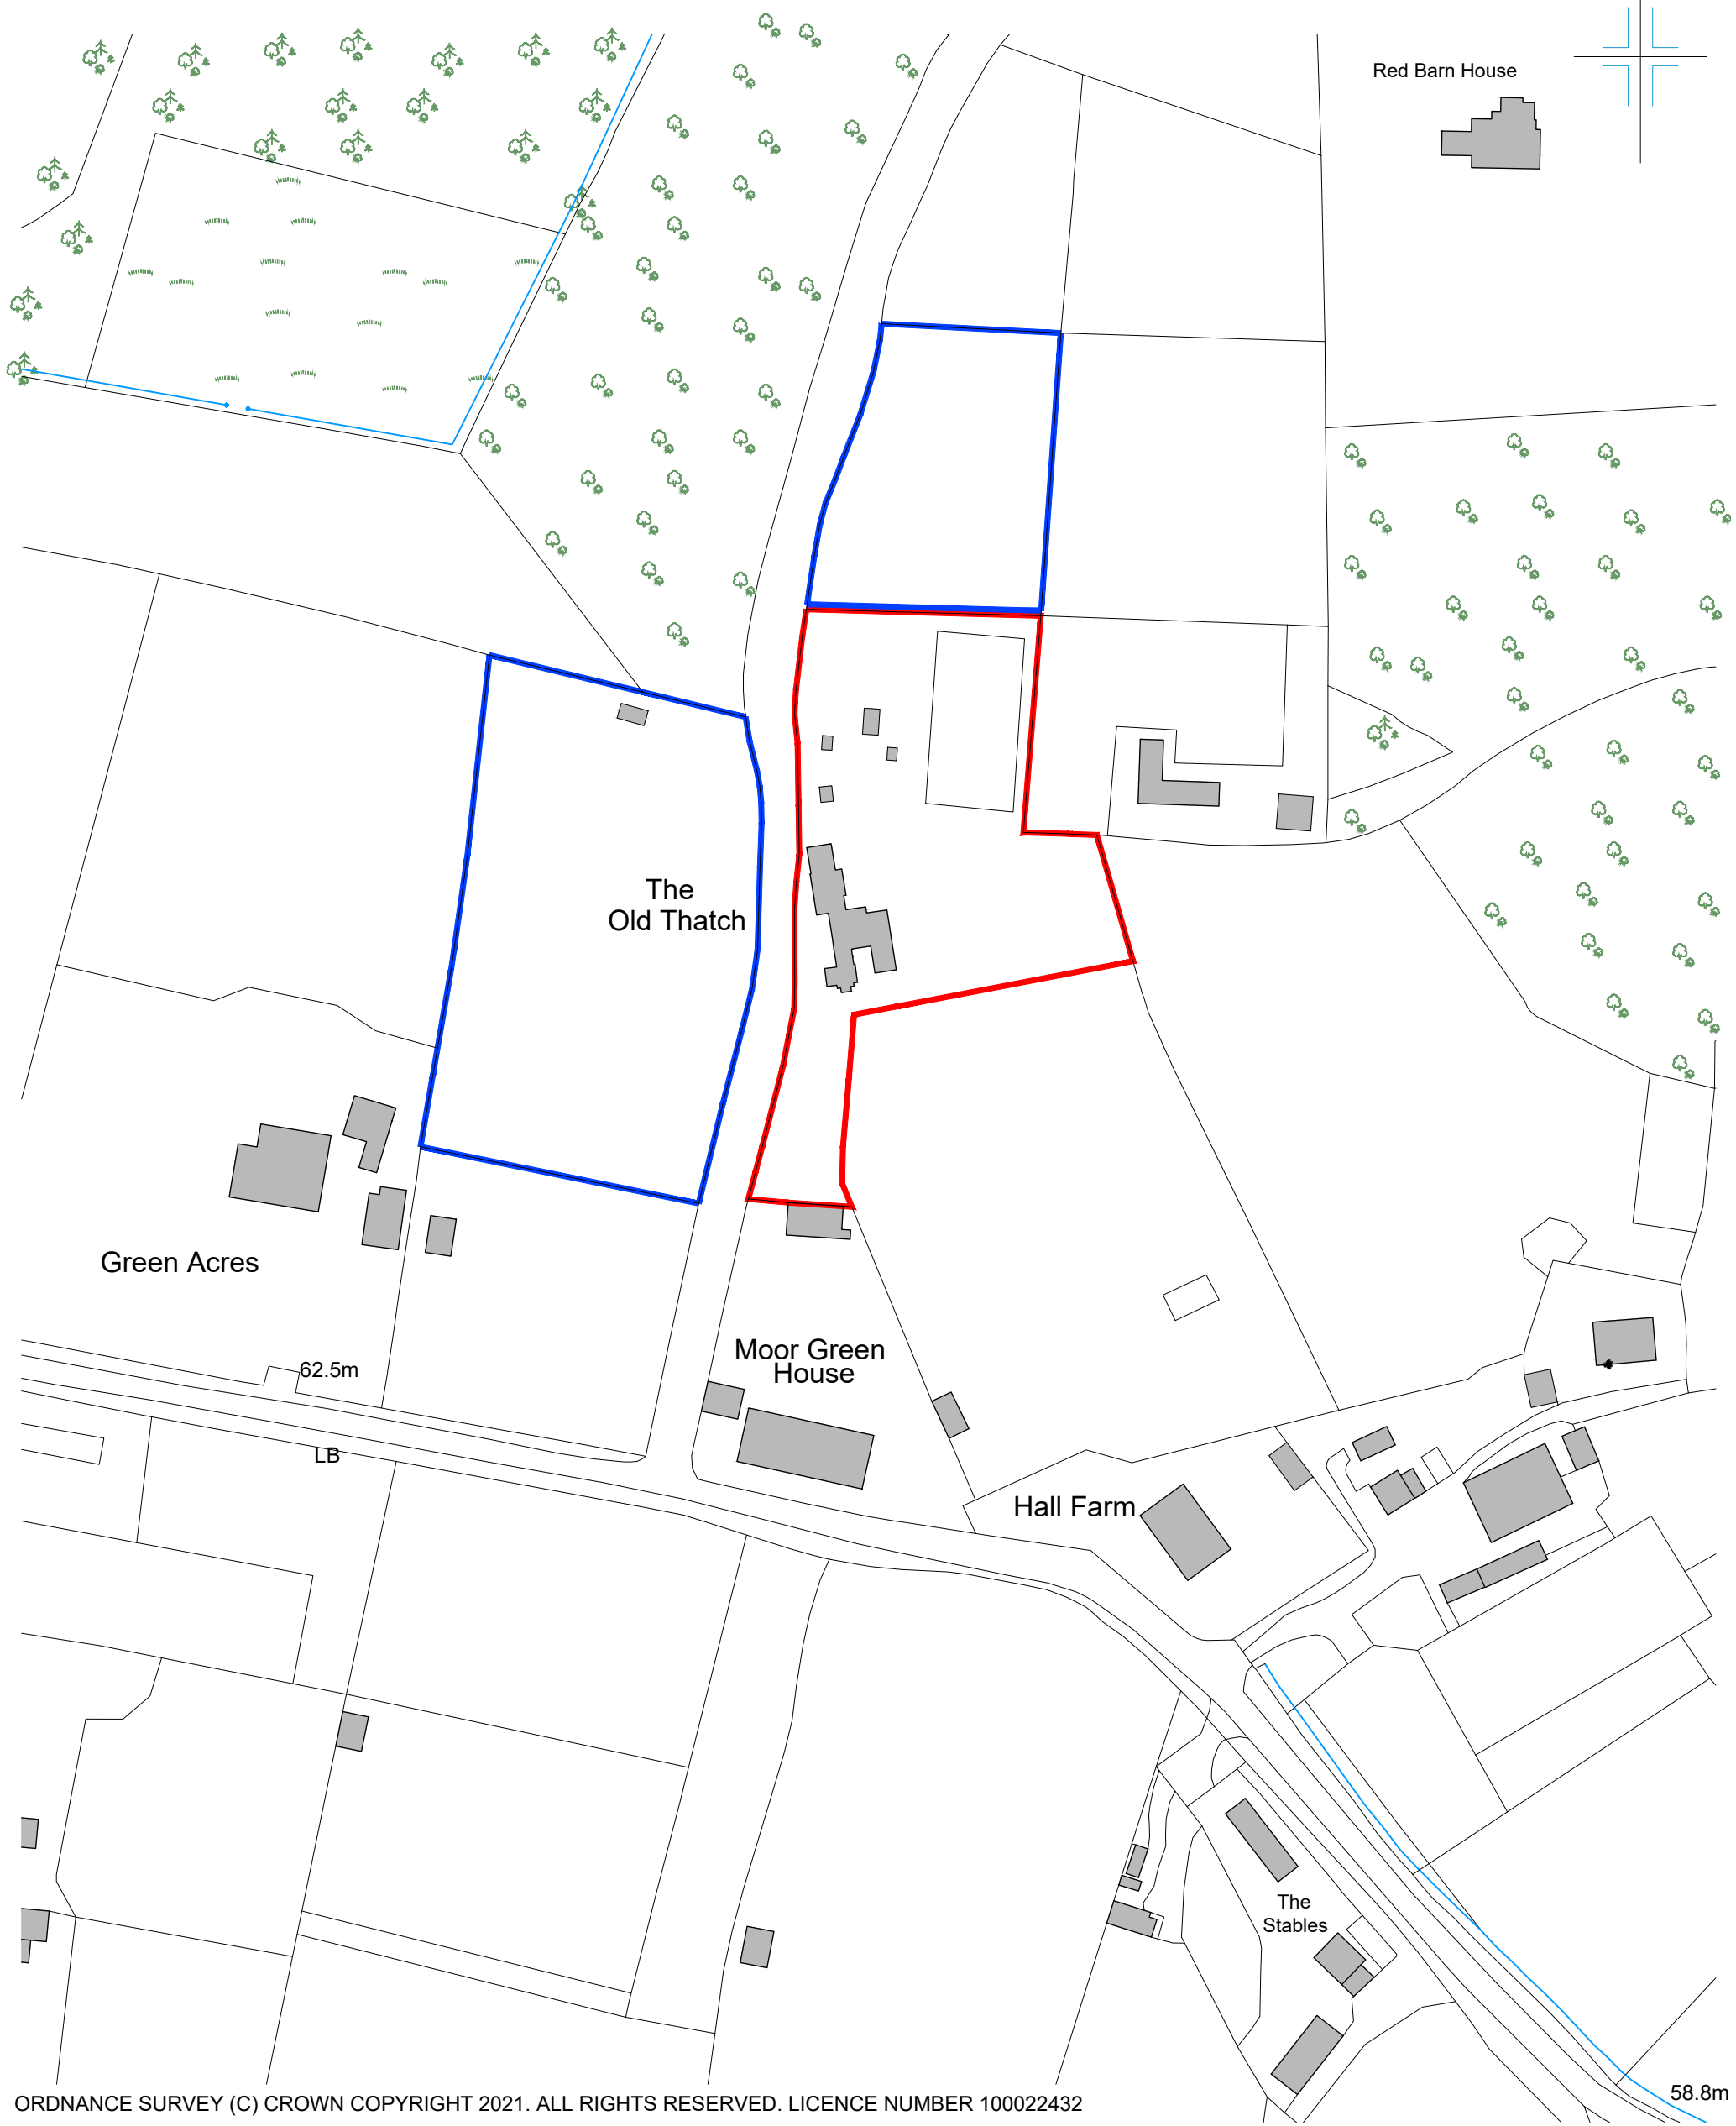 Red Barn House
The
Old Thatch
Green Acres
62.5m
Moor Green
House
LB
Hall Farm
The
Stables
58.8m
ORDNANCE SURVEY (C) CROWN COPYRIGHT 2021. ALL RIGHTS RESERVED. LICENCE NUMBER 100022432